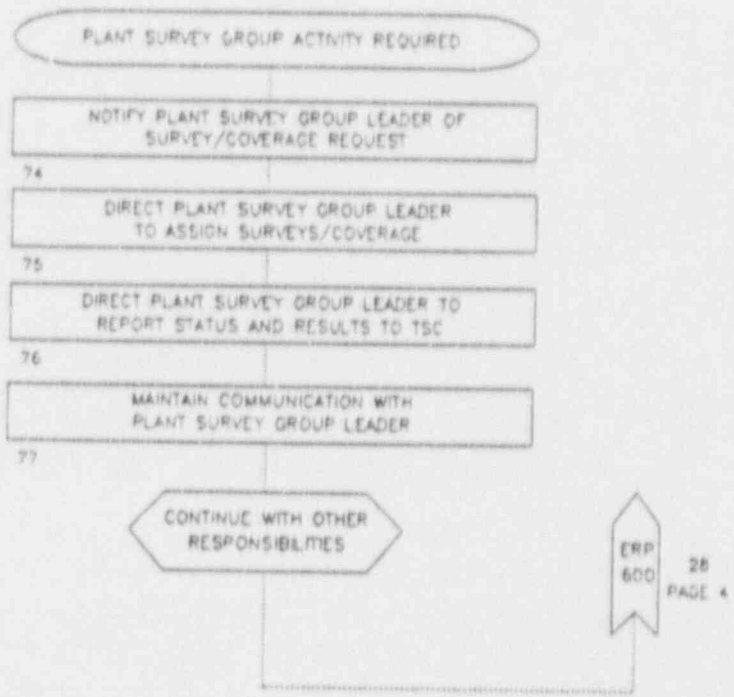 PLANT SURVEY GROUP ACTIVITY REQUIRED
NOTIFY PLANT SURVEY GROUP LEADER OF
SURVEY/COVERAGE REQUEST
74
DIRECT PLANT SURVEY GROUP LEADER
TO ASSIGN SURVEYS/COVERAGE
75
DIRECT PLANT SURVEY GROUP LEADER TO
REPORT STATUS AND RESULTS TO TSC
76
MAINTAIN COMMUNICATION WITH
PLANT SURVEY GROUP LEADER
77
CONTINUE WITH OTHER
RESPONSIBILITIES
ERP
600
28
PAGE 4